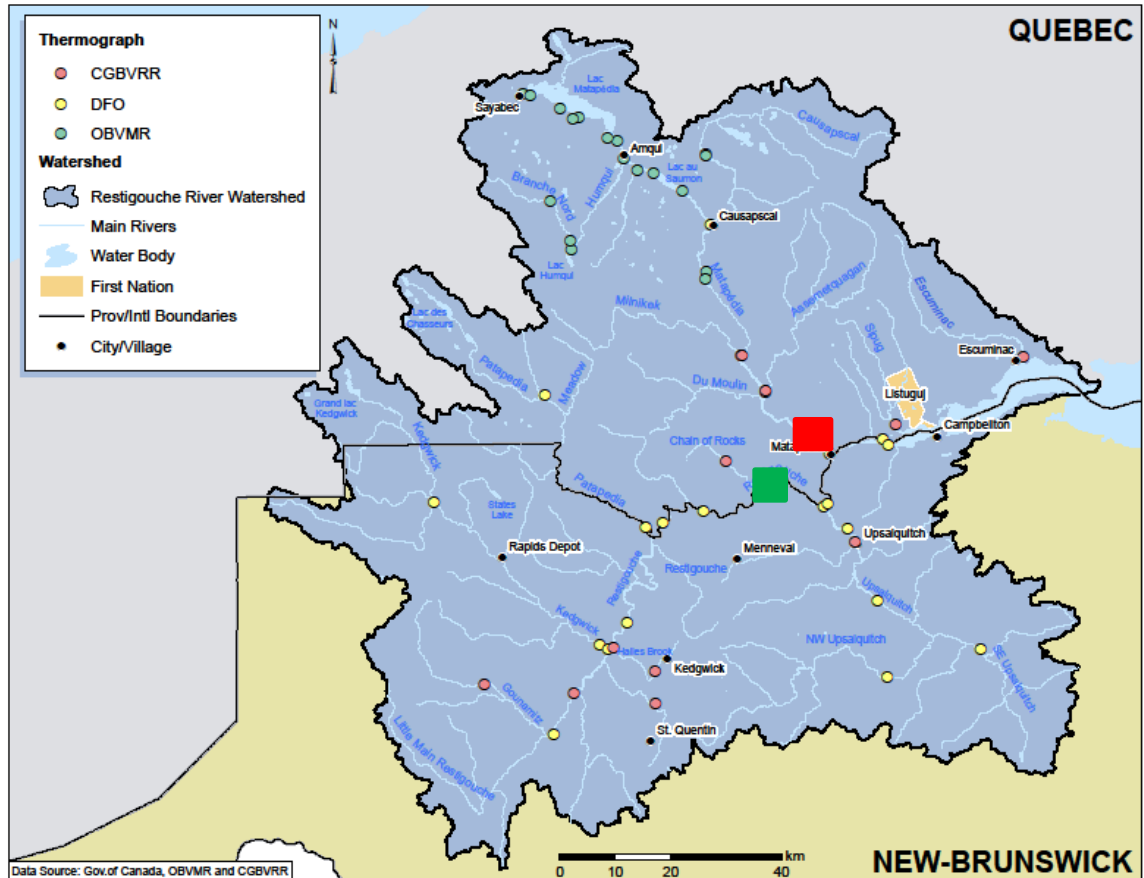 QUEBEC
N
Thermograph
CGBVRR
DFO
OBVMR
Watershed
Restigouche River Watershed
Main Rivers
Water Body
First Nation
Prov/Intl Boundaries
City/Village
Lac
Matapédia
Sayabec
Causapscal
Amqui
Lac au
Saumon
Humqui
Branche Nord
Causapscal
Lac
Humqui
Matapédia
Assemetquagan
Escuminac
Milnikek
Lac des
Chasseurs
Sipug
Escuminac
Patapedia
Meadow
Du Moulin
Listuguj
Grand lac
Kedgwick
Kedgwick
Campbellton
Chain of Rocks
Patapedia
States
Lake
Upsalquitch
Rapids Depot
Menneval
Restigouche
Restigouche
Upsalquitch
Kedgwick
NW Upsalquitch
SE Upsalquitch
Kedgwick
Gounamitz
St. Quentin
Little Main Restigouche
km
0
10
20
40
NEW-BRUNSWICK
Data Source: Gov.of Canada, OBVMR and CGBVRR